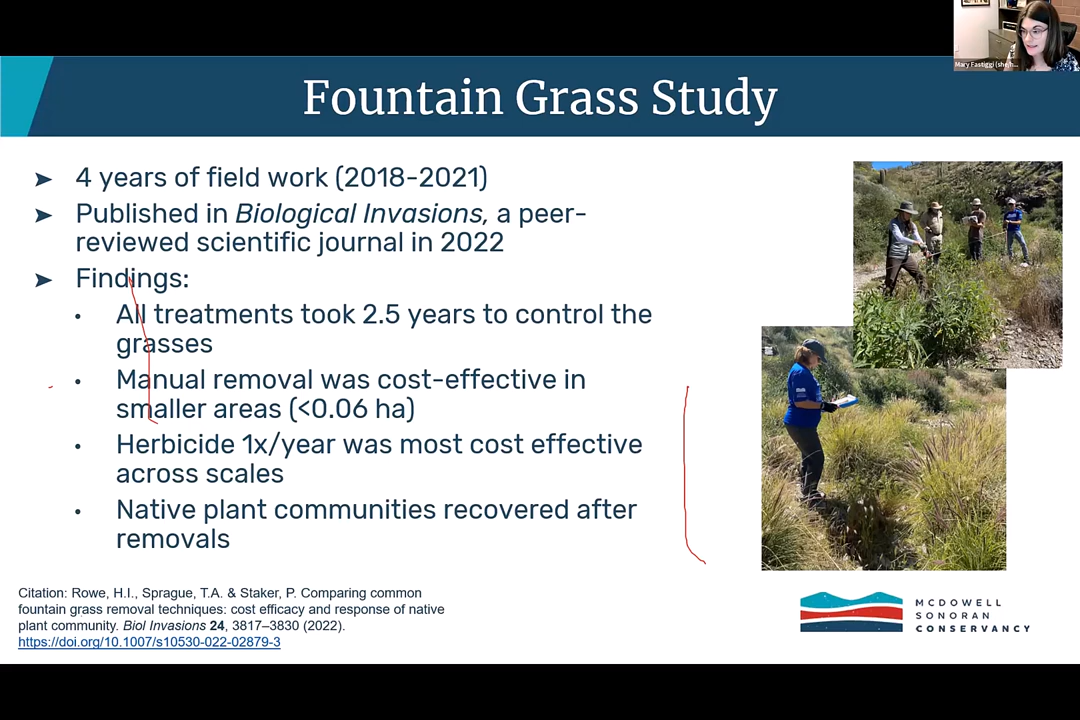 Mary Fastiggi (she/h...
Fountain Grass Study
➤ 4 years of field work (2018-2021)
➤ Published in Biological Invasions, a peer-
reviewed scientific journal in 2022
➤ Findings:
• All treatments took 2.5 years to control the
grasses
• Manual removal was cost-effective in
smaller areas (<0.06 ha)
• Herbicide 1x/year was most cost effective
across scales
• Native plant communities recovered after
removals
Citation: Rowe, H.I., Sprague, T.A. & Staker, P. Comparing common
fountain grass removal techniques: cost efficacy and response of native
plant community. Biol Invasions 24, 3817–3830 (2022).
https://doi.org/10.1007/s10530-022-02879-3
MCDOWELL
SONORAN
CONSERVANCY